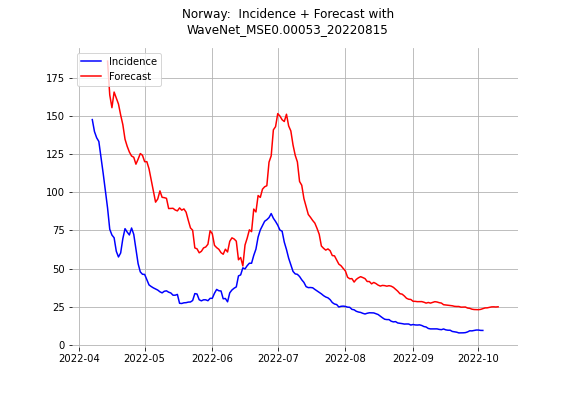 Norway:  Incidence + Forecast with
WaveNet_MSE0.00053_20220815
Incidence
Forecast
175
150
125
100
75
50
25
0
2022-04 2022-05 2022-06 2022-07 2022-08 2022-09 2022-10